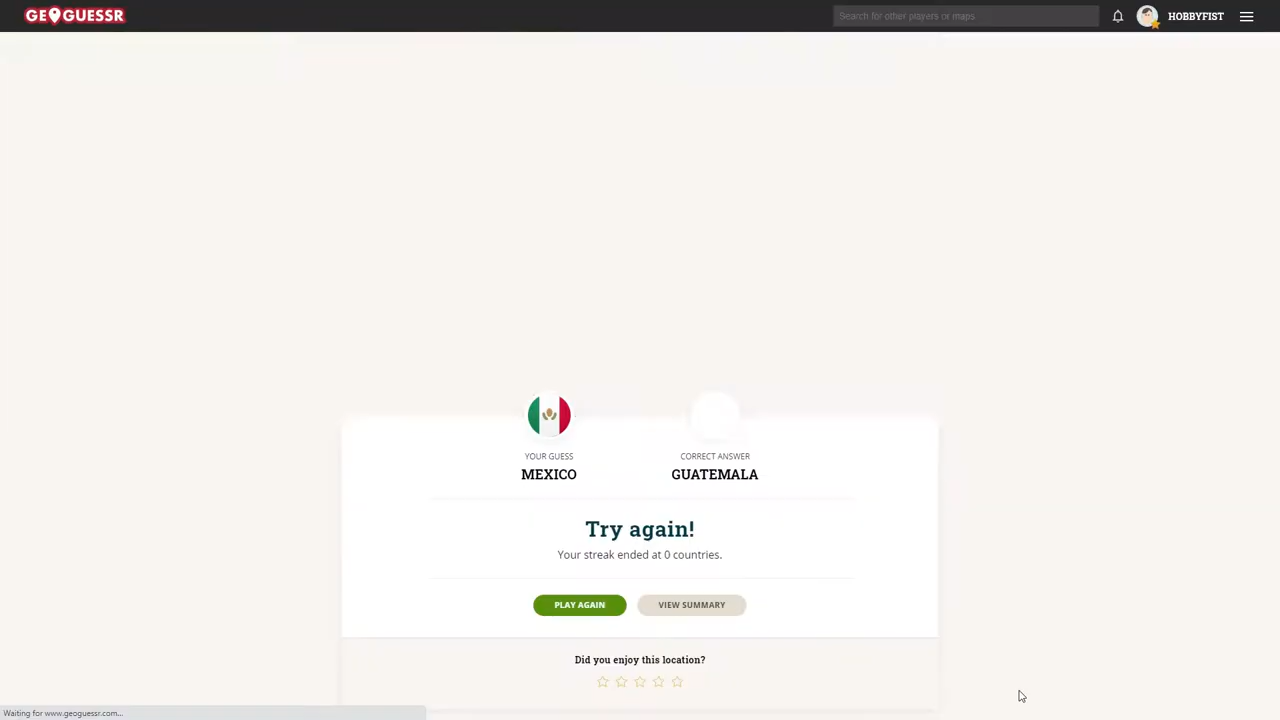 GEOGUESSR
Search for other players or maps
HOBBYFIST
YOUR GUESS
MEXICO
CORRECT ANSWER
GUATEMALA
Try again!
Your streak ended at 0 countries.
PLAY AGAIN
VIEW SUMMARY
Did you enjoy this location?
Waiting for www.geoguessr.com...